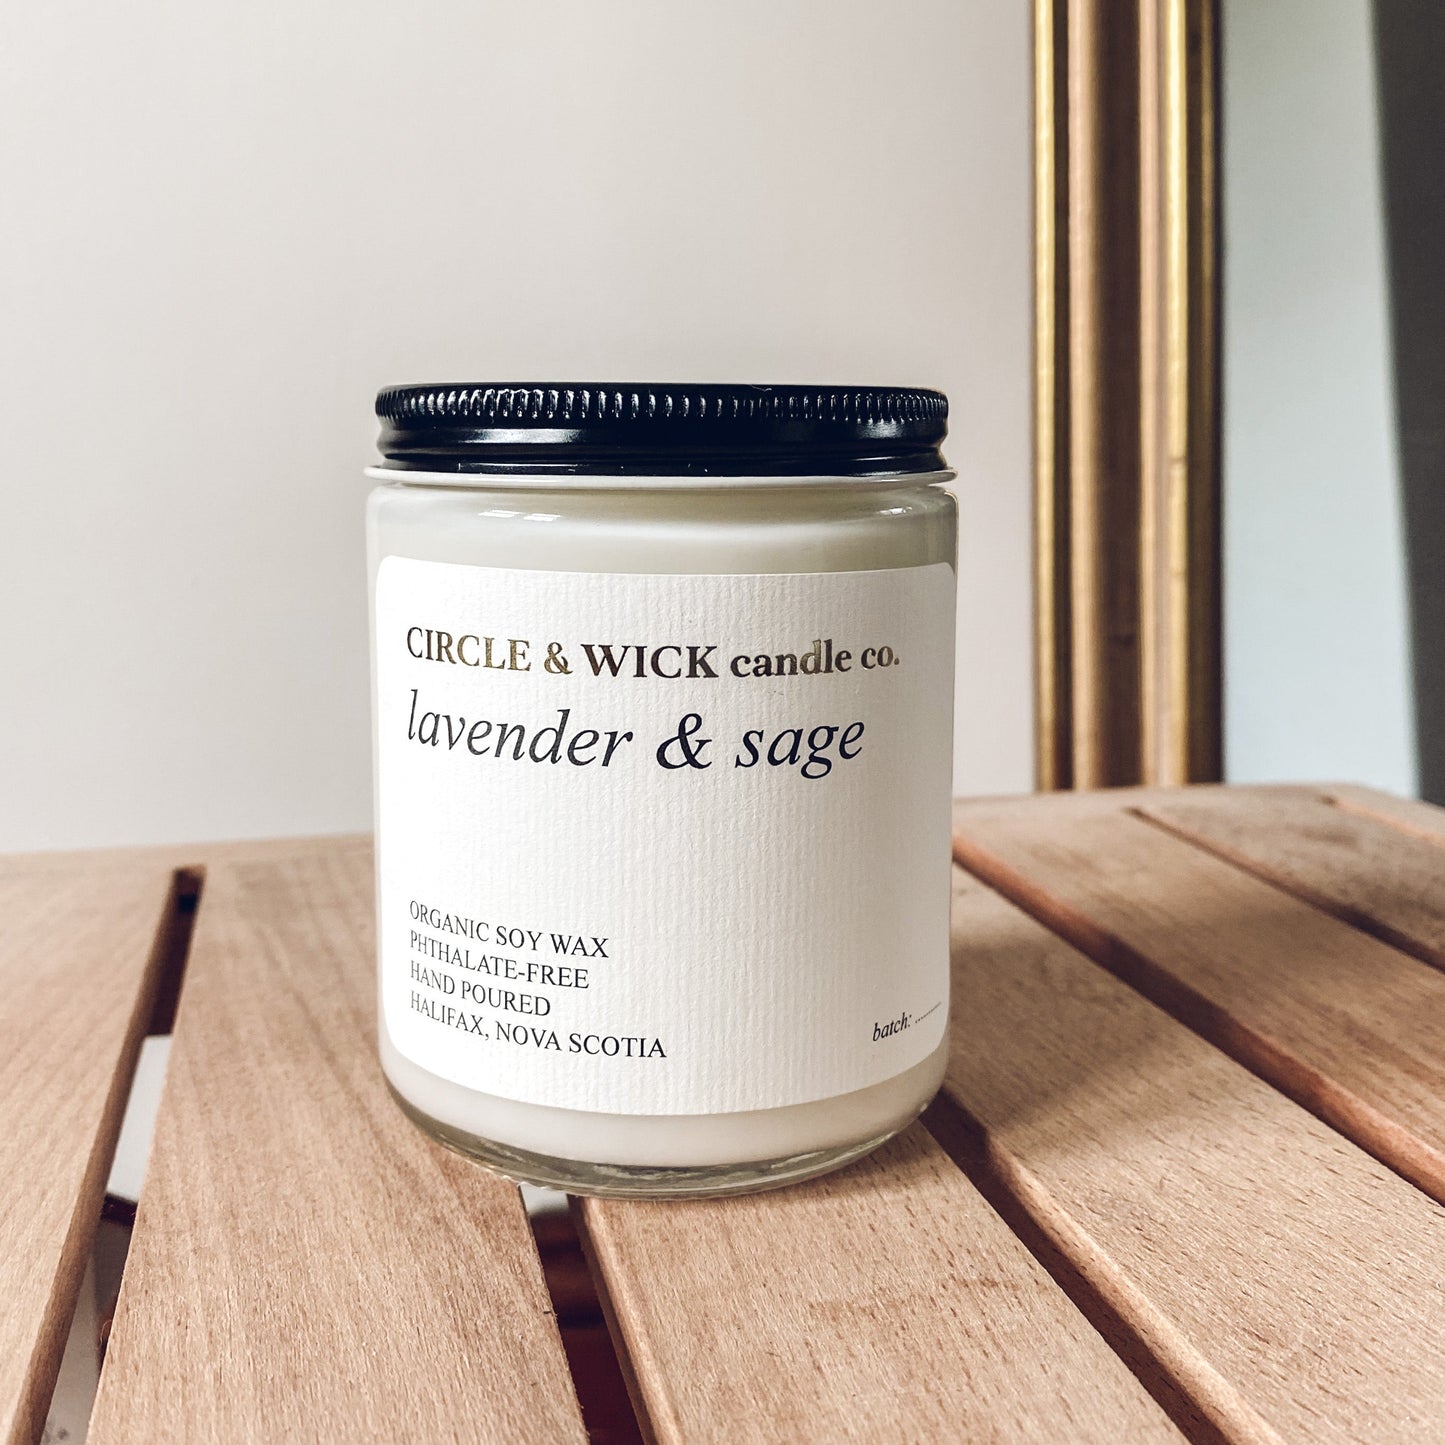 CIRCLE & WICK candle co.
lavender & sage
ORGANIC SOY WAX
PHTHALATE-FREE
HAND POURED
HALIFAX, NOVA SCOTIA
batch: ..........